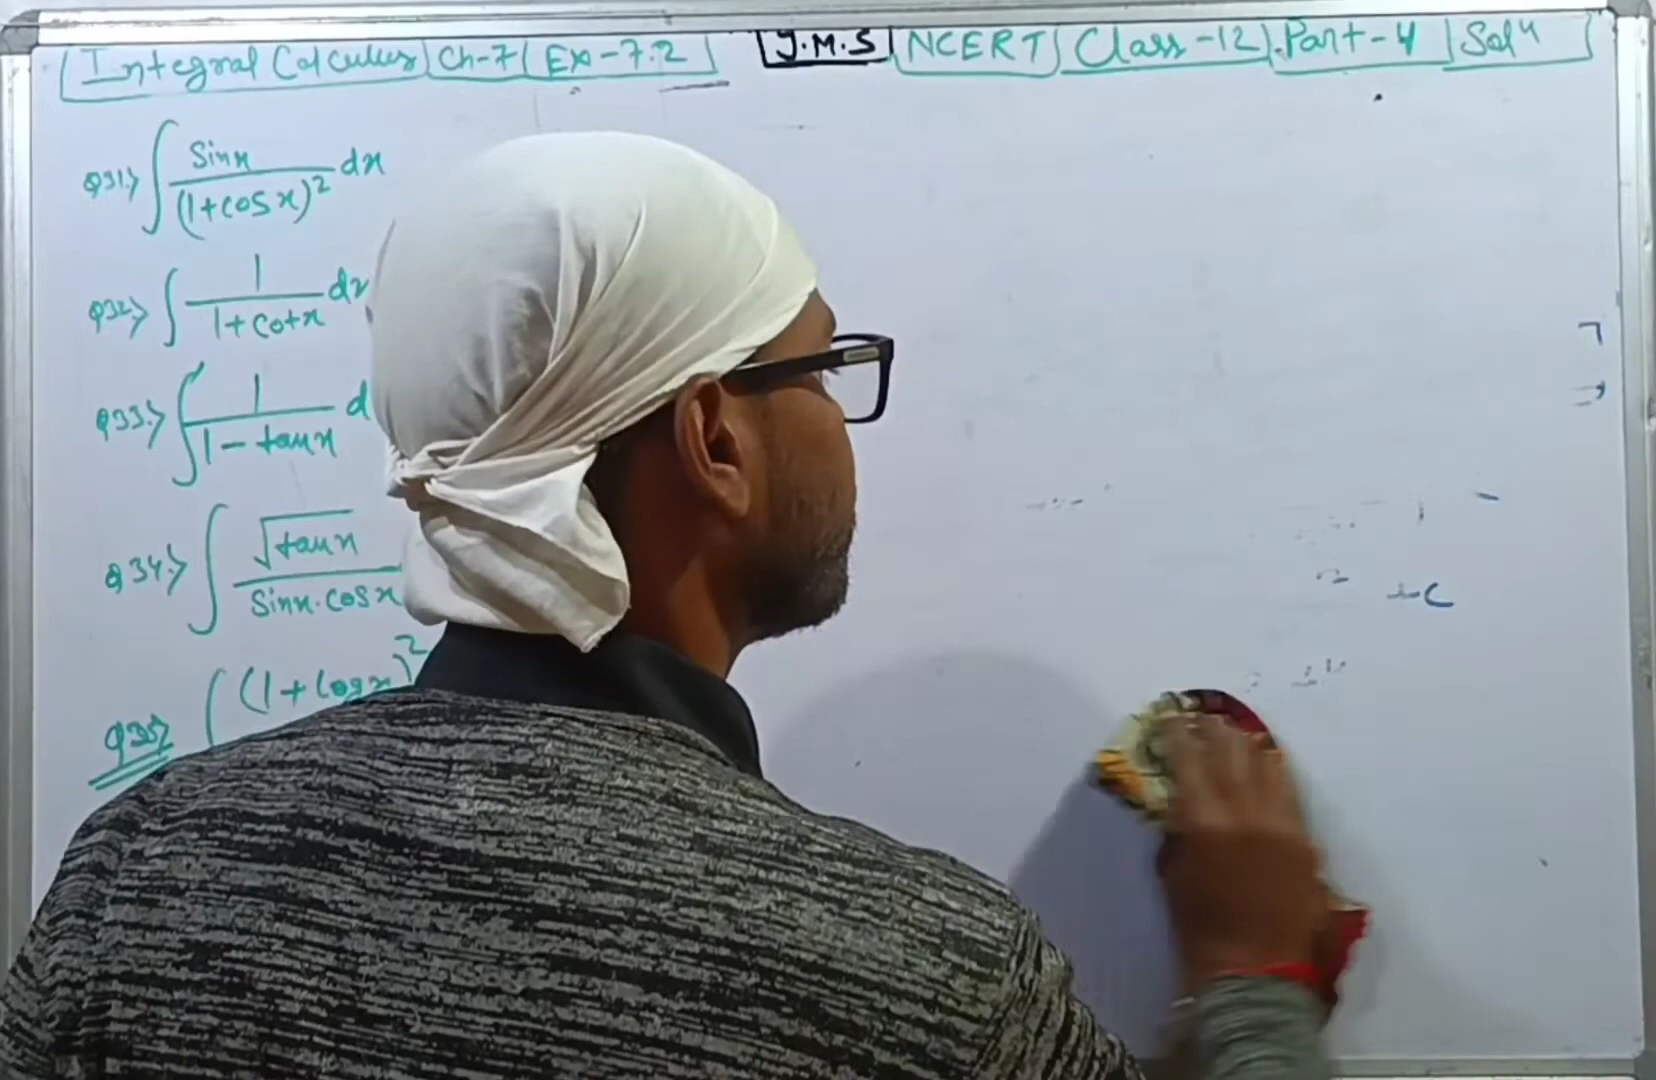 Integral Calculus Ch-7 Ex-7.2 J.M.S NCERT Class-12 Part-4 Solⁿ
Q31> ∫ sinx / (1+cosx)² dx
Q32> ∫ 1 / 1+cotx dx
Q33> ∫ 1 / 1-tanx d
Q34> ∫ √tanx / sinx.cosx
Q35> (1+logx)²
+C